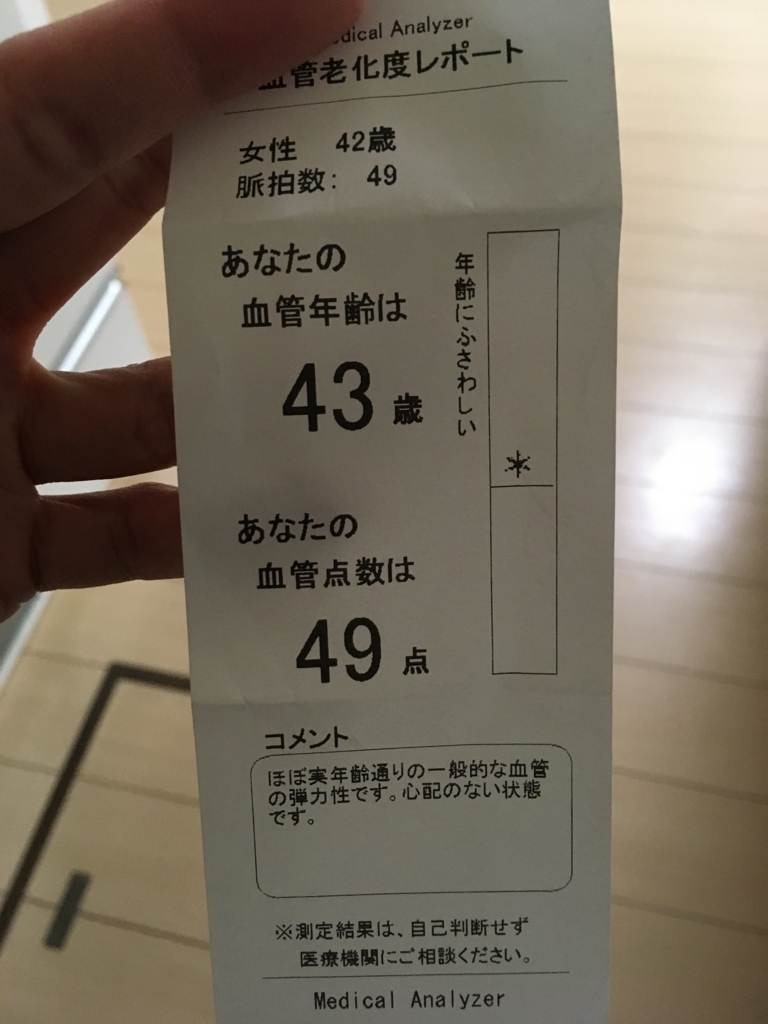 Medical Analyzer
血管老化度レポート
女性 42歳
脈拍数: 49
あなたの
血管年齢は
43歳
年齢にふさわしい
*
あなたの
血管点数は
49点
コメント
ほぼ実年齢通りの一般的な血管
の弾力性です。心配のない状態
です。
※測定結果は、自己判断せず
医療機関にご相談ください。
Medical Analyzer